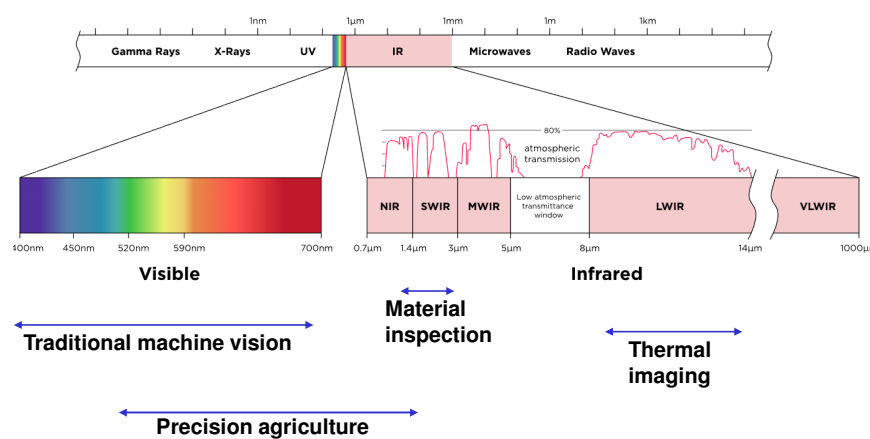 1nm 1µm 1mm 1m 1km
Gamma Rays X-Rays UV IR Microwaves Radio Waves
80%
atmospheric
transmission
NIR SWIR MWIR Low atmospheric
transmittance
window LWIR VLWIR
400nm 450nm 520nm 590nm 700nm 0.7µm 1.4µm 3µm 5µm 8µm 14µm 1000µ
Visible Infrared
Material
inspection
Traditional machine vision
Thermal
imaging
Precision agriculture